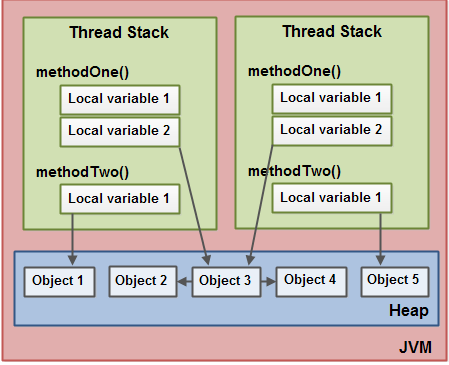 Thread Stack
methodOne()
Local variable 1
Local variable 2
methodTwo()
Local variable 1
Thread Stack
methodOne()
Local variable 1
Local variable 2
methodTwo()
Local variable 1
Object 1
Object 2
Object 3
Object 4
Object 5
Heap
JVM